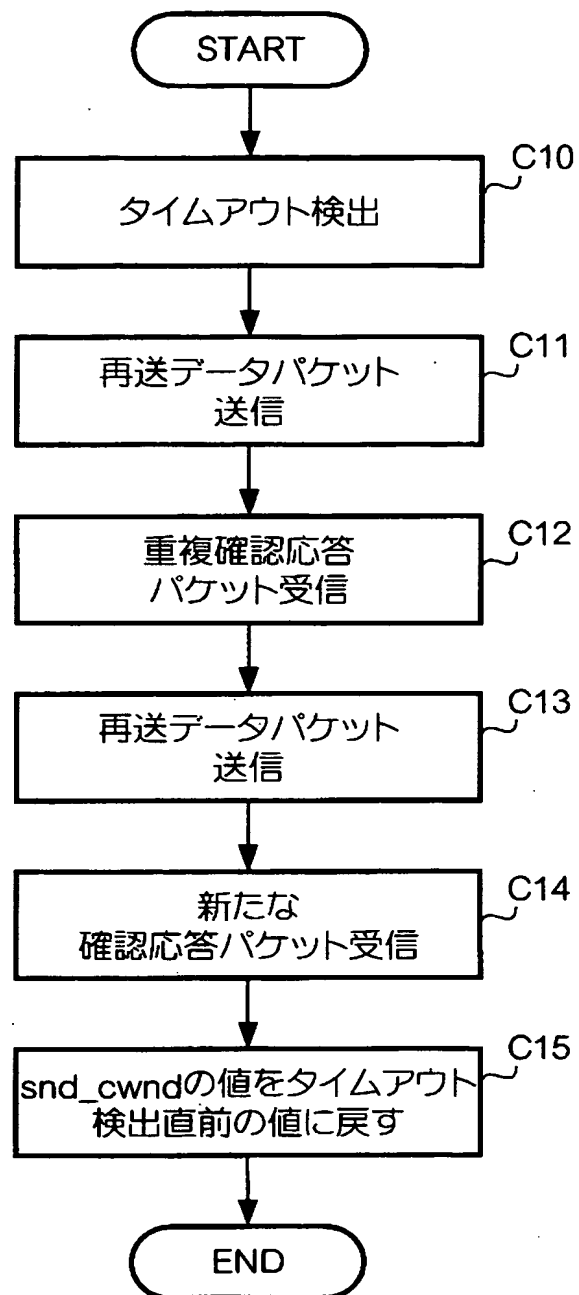 START
C10
タイムアウト検出
C11
再送データパケット
送信
C12
重複確認応答
パケット受信
C13
再送データパケット
送信
C14
新たな
確認応答パケット受信
C15
snd_cwndの値をタイムアウト
検出直前の値に戻す
END